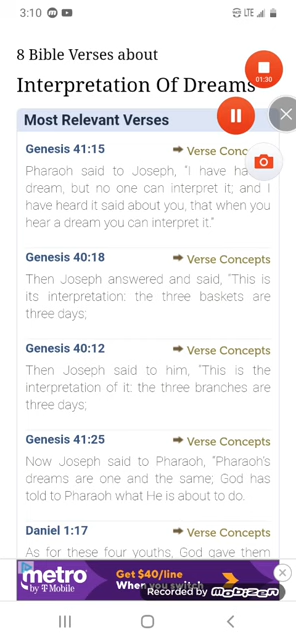 3:10 LTE
8 Bible Verses about
Interpretation Of Dreams
01:30
Most Relevant Verses
Genesis 41:15 Verse Conc
Pharaoh said to Joseph, "I have ha
dream, but no one can interpret it; and I
have heard it said about you, that when you
hear a dream you can interpret it."
Genesis 40:18 Verse Concepts
Then Joseph answered and said, "This is
its interpretation: the three baskets are
three days;
Genesis 40:12 Verse Concepts
Then Joseph said to him, "This is the
interpretation of it: the three branches are
three days;
Genesis 41:25 Verse Concepts
Now Joseph said to Pharaoh, "Pharaoh's
dreams are one and the same; God has
told to Pharaoh what He is about to do.
Daniel 1:17 Verse Concepts
As for these four youths, God gave them
metro
by T Mobile
Get $40/line
When you switch
Recorded by mobizen